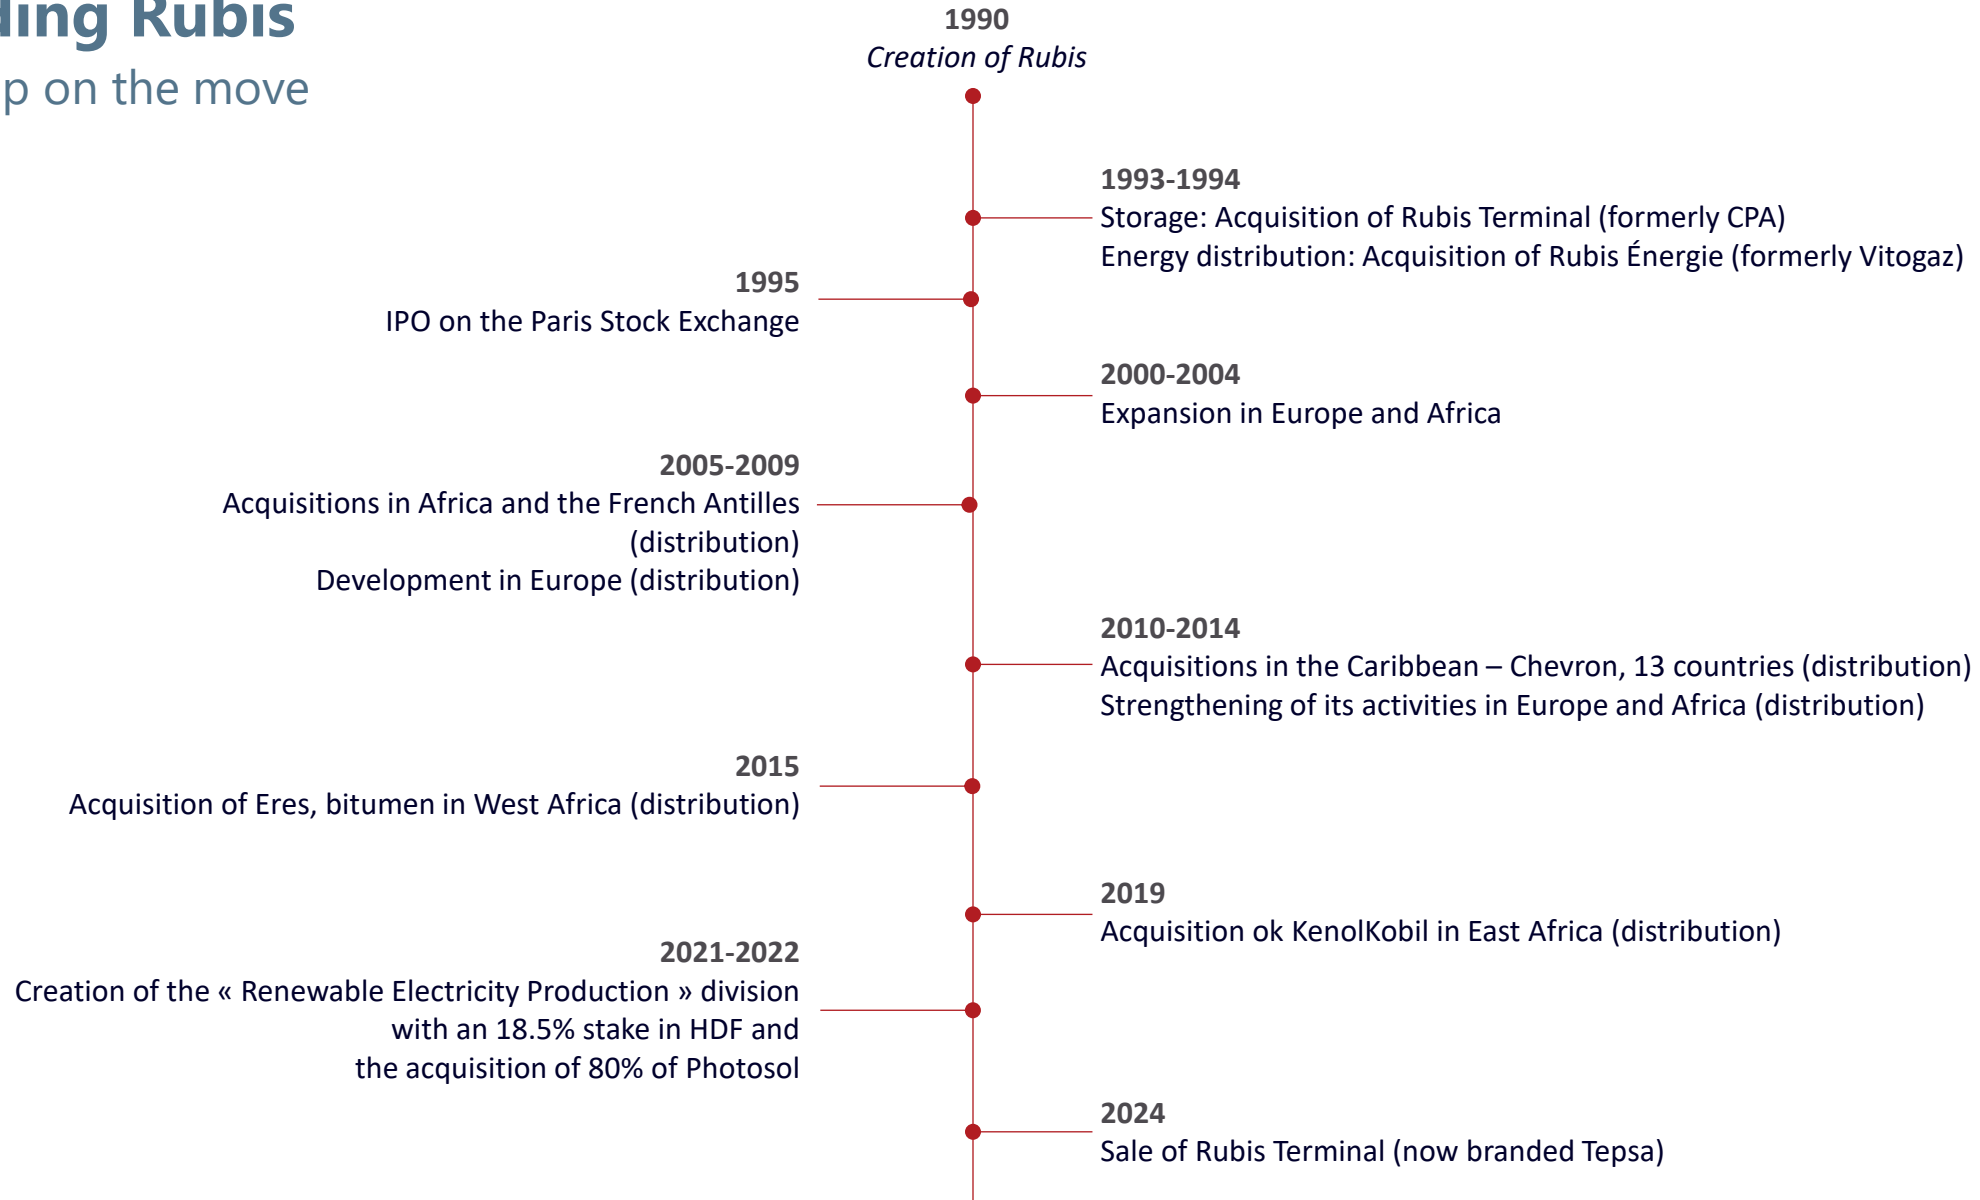 ding Rubis
p on the move
1990
Creation of Rubis
1993-1994
Storage: Acquisition of Rubis Terminal (formerly CPA)
Energy distribution: Acquisition of Rubis Énergie (formerly Vitogaz)
1995
IPO on the Paris Stock Exchange
2000-2004
Expansion in Europe and Africa
2005-2009
Acquisitions in Africa and the French Antilles
(distribution)
Development in Europe (distribution)
2010-2014
Acquisitions in the Caribbean – Chevron, 13 countries (distribution)
Strengthening of its activities in Europe and Africa (distribution)
2015
Acquisition of Eres, bitumen in West Africa (distribution)
2019
Acquisition ok KenolKobil in East Africa (distribution)
2021-2022
Creation of the « Renewable Electricity Production » division
with an 18.5% stake in HDF and
the acquisition of 80% of Photosol
2024
Sale of Rubis Terminal (now branded Tepsa)